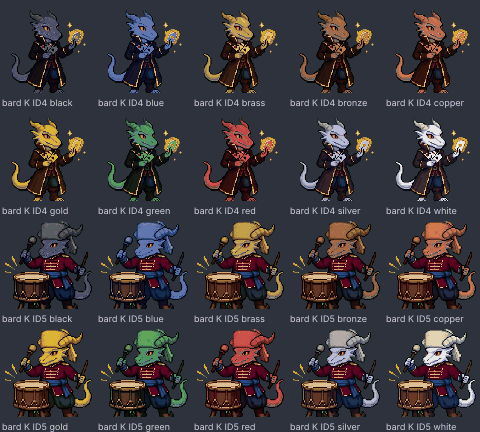 bard K ID4 black bard K ID4 blue bard K ID4 brass bard K ID4 bronze bard K ID4 copper
bard K ID4 gold bard K ID4 green bard K ID4 red bard K ID4 silver bard K ID4 white
bard K ID5 black bard K ID5 blue bard K ID5 brass bard K ID5 bronze bard K ID5 copper
bard K ID5 gold bard K ID5 green bard K ID5 red bard K ID5 silver bard K ID5 white